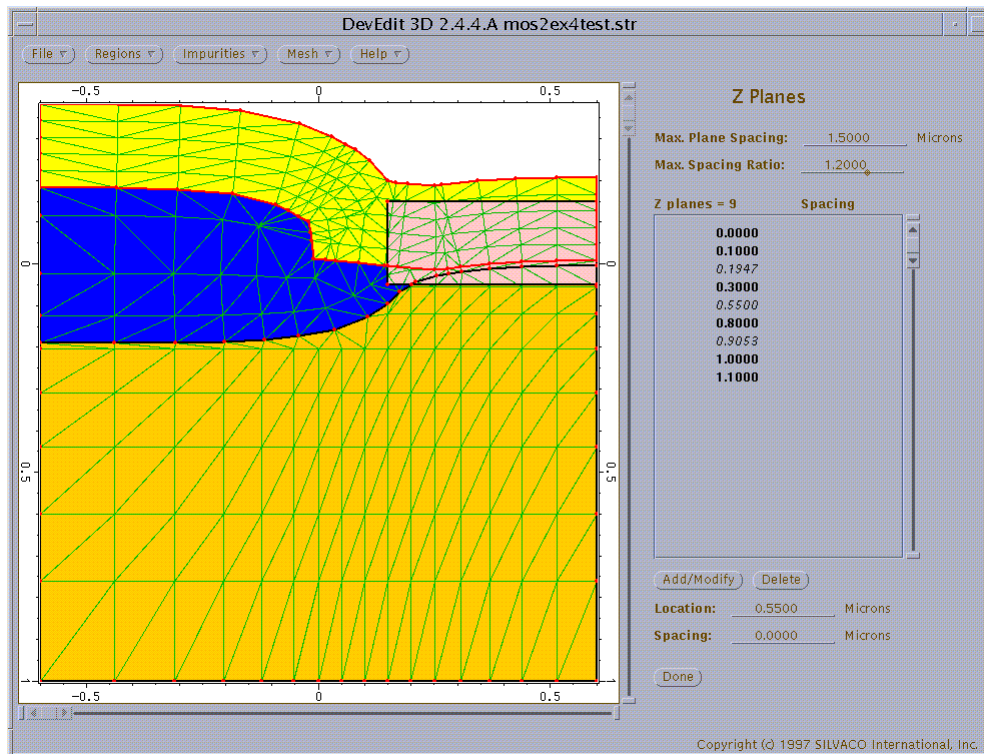 DevEdit 3D 2.4.4.A mos2ex4test.str
File Regions Impurities Mesh Help
-0.5 0 0.5
Z Planes
Max. Plane Spacing: 1.5000 Microns
Max. Spacing Ratio: 1.2000
Z planes = 9 Spacing
0.0000
0.1000
0.1947
0.3000
0.5500
0.8000
0.9053
1.0000
1.1000
0 0
0.5 0.5
1 1
-0.5 0 0.5
Add/Modify Delete
Location: 0.5500 Microns
Spacing: 0.0000 Microns
Done
Copyright (c) 1997 SILVACO International, Inc.